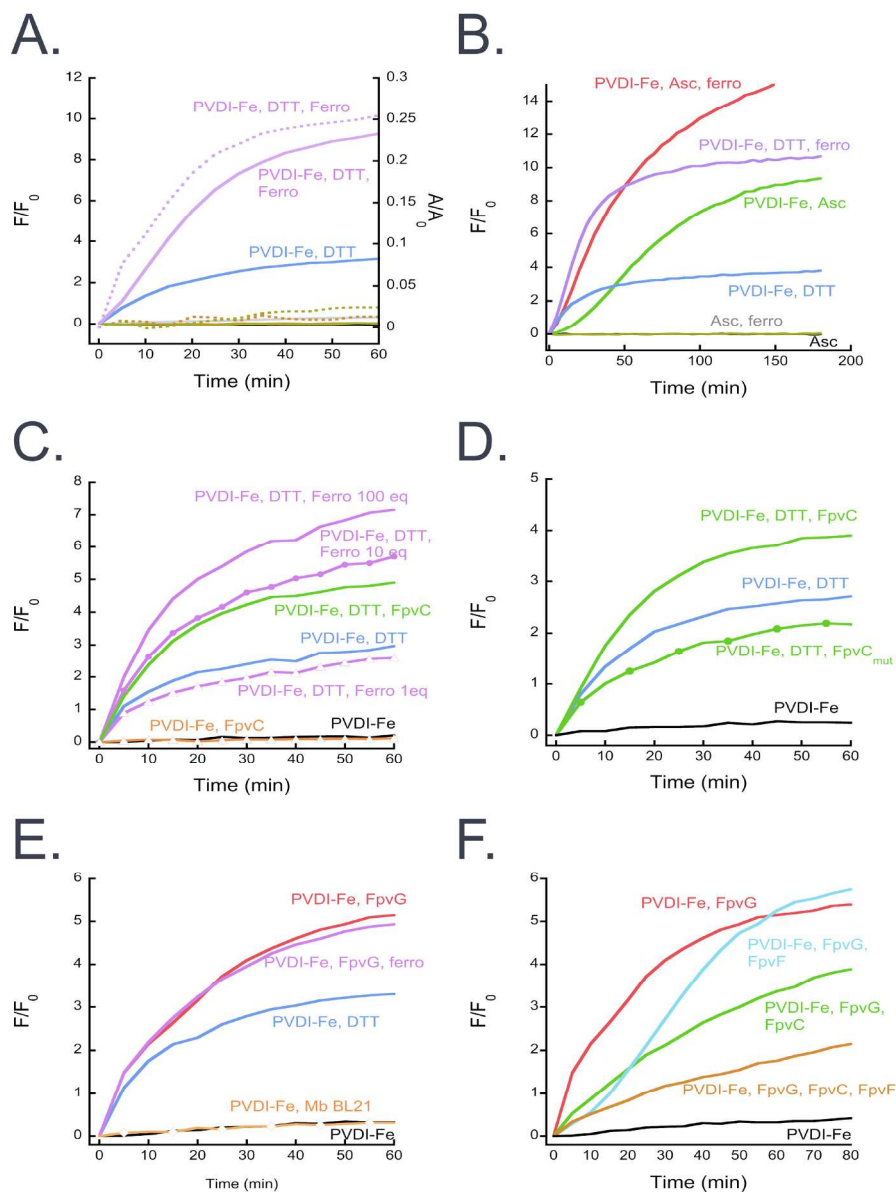 A.
12
10
8
6
4
2
0
F/F0
0.3
0.25
0.2
0.15
0.1
0.05
0
A/A0
PVDI-Fe, DTT, Ferro
PVDI-Fe, DTT,
Ferro
PVDI-Fe, DTT
0 10 20 30 40 50 60
Time (min)
B.
14
12
10
8
6
4
2
0
F/F0
PVDI-Fe, Asc, ferro
PVDI-Fe, DTT, ferro
PVDI-Fe, Asc
PVDI-Fe, DTT
Asc, ferro
Asc
0 50 100 150 200
Time (min)
C.
8
7
6
5
4
3
2
1
0
F/F0
PVDI-Fe, DTT, Ferro 100 eq
PVDI-Fe, DTT,
Ferro 10 eq
PVDI-Fe, DTT, FpvC
PVDI-Fe, DTT
PVDI-Fe, DTT, Ferro 1eq
PVDI-Fe, FpvC
PVDI-Fe
0 10 20 30 40 50 60
Time (min)
D.
5
4
3
2
1
0
F/F0
PVDI-Fe, DTT, FpvC
PVDI-Fe, DTT
PVDI-Fe, DTT, FpvCmut
PVDI-Fe
0 10 20 30 40 50 60
Time (min)
E.
6
5
4
3
2
1
0
F/F0
PVDI-Fe, FpvG
PVDI-Fe, FpvG, ferro
PVDI-Fe, DTT
PVDI-Fe, Mb BL21
PVDI-Fe
0 10 20 30 40 50 60
Time (min)
F.
6
5
4
3
2
1
0
F/F0
PVDI-Fe, FpvG
PVDI-Fe, FpvG,
FpvF
PVDI-Fe, FpvG,
FpvC
PVDI-Fe, FpvG, FpvC, FpvF
PVDI-Fe
0 10 20 30 40 50 60 70 80
Time (min)